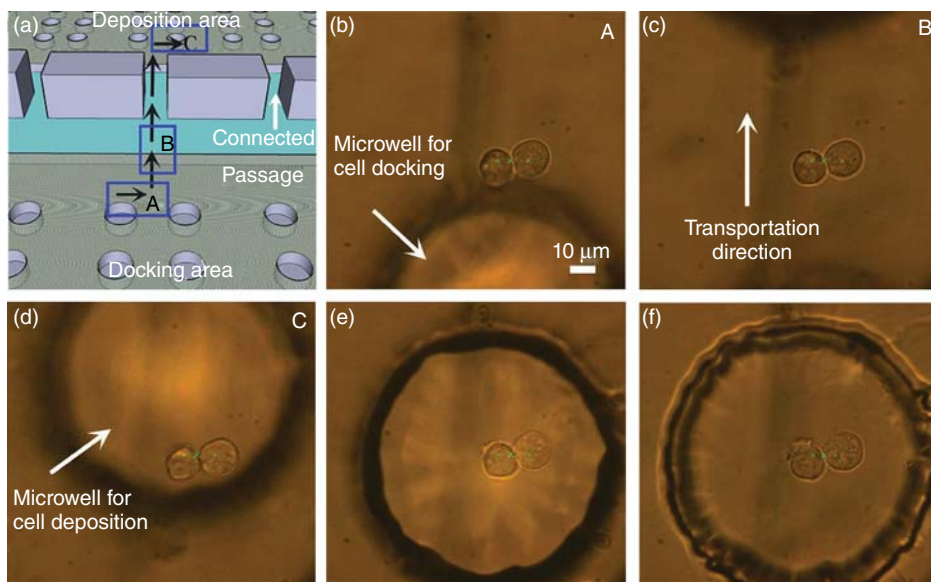 (a)
Deposition area
C
Connected
B
Passage
A
Docking area
(b)
A
Microwell for
cell docking
10 μm
(c)
B
Transportation
direction
(d)
C
Microwell for
cell deposition
(e)
(f)